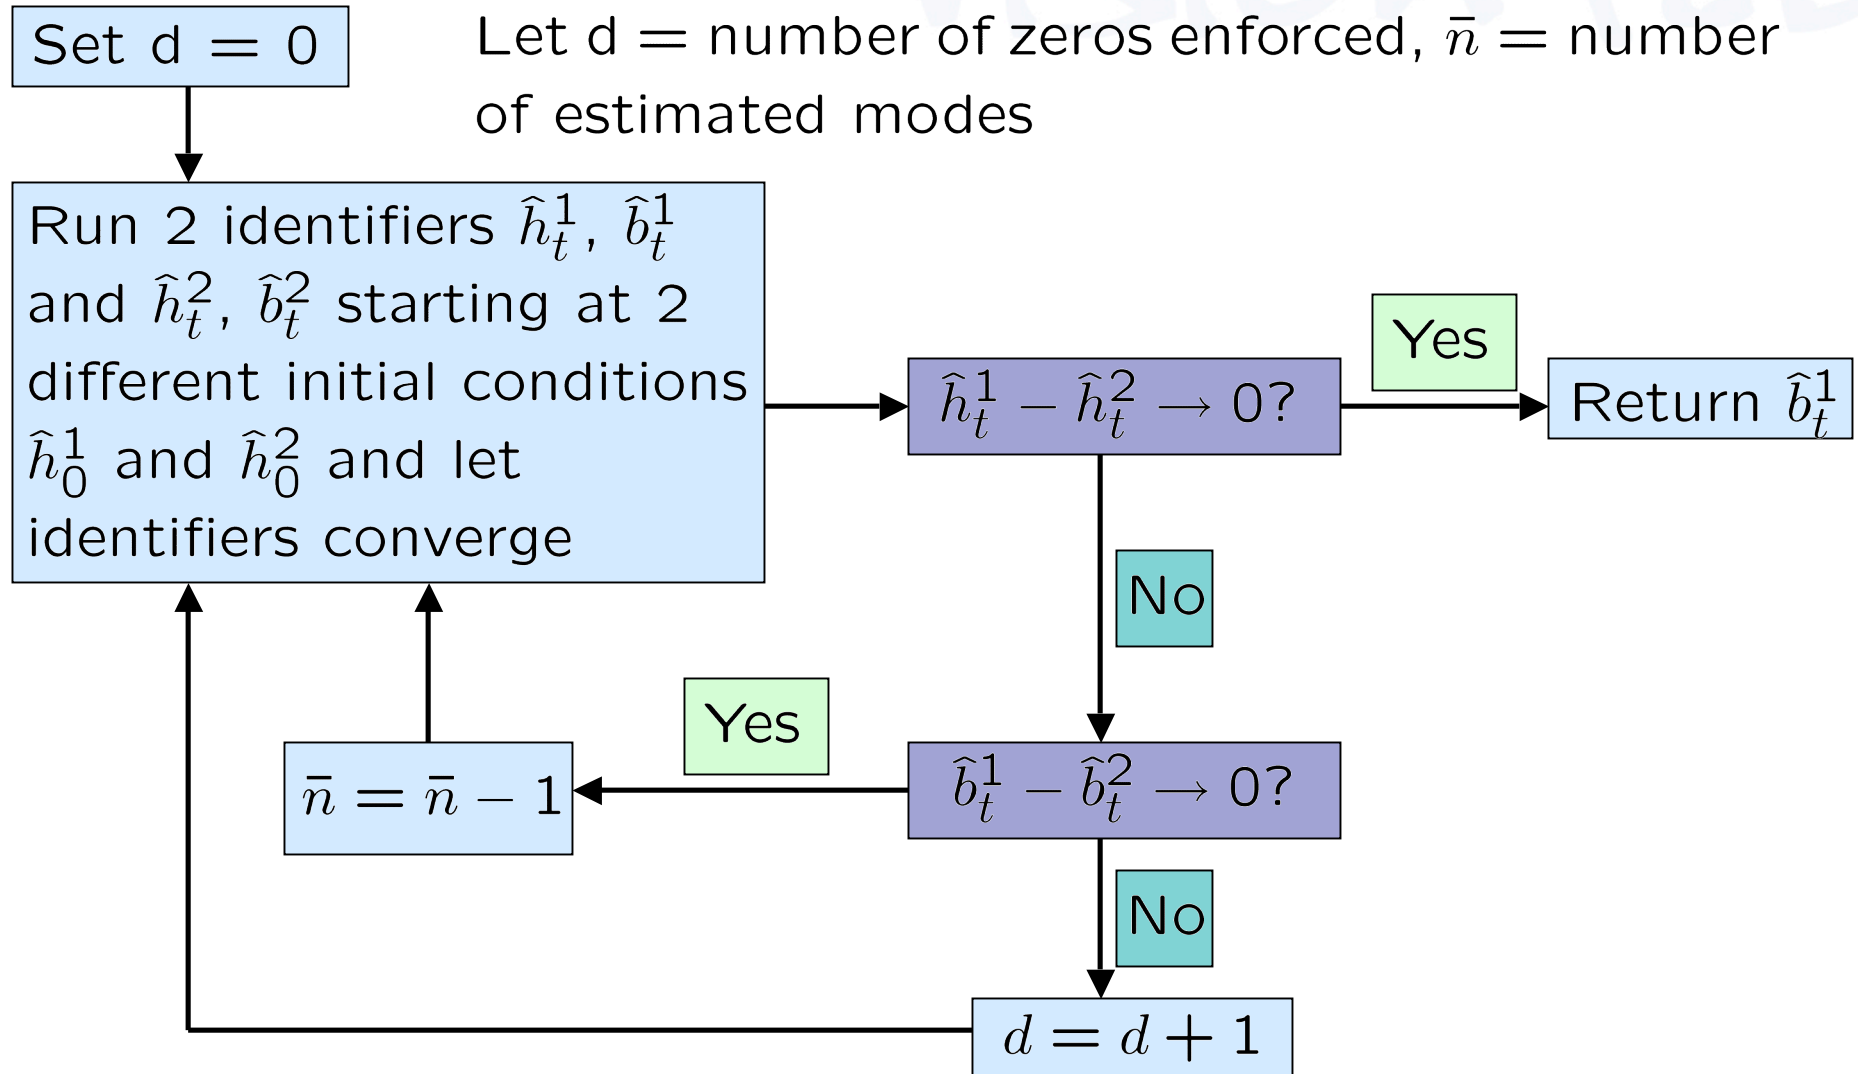 Set d = 0
Let d = number of zeros enforced, n̄ = number
of estimated modes
Run 2 identifiers ĥ_t^1, b̂_t^1
and ĥ_t^2, b̂_t^2 starting at 2
different initial conditions
ĥ_0^1 and ĥ_0^2 and let
identifiers converge
ĥ_t^1 − ĥ_t^2 → 0?
Yes
Return b̂_t^1
No
b̂_t^1 − b̂_t^2 → 0?
Yes
n̄ = n̄ − 1
No
d = d + 1